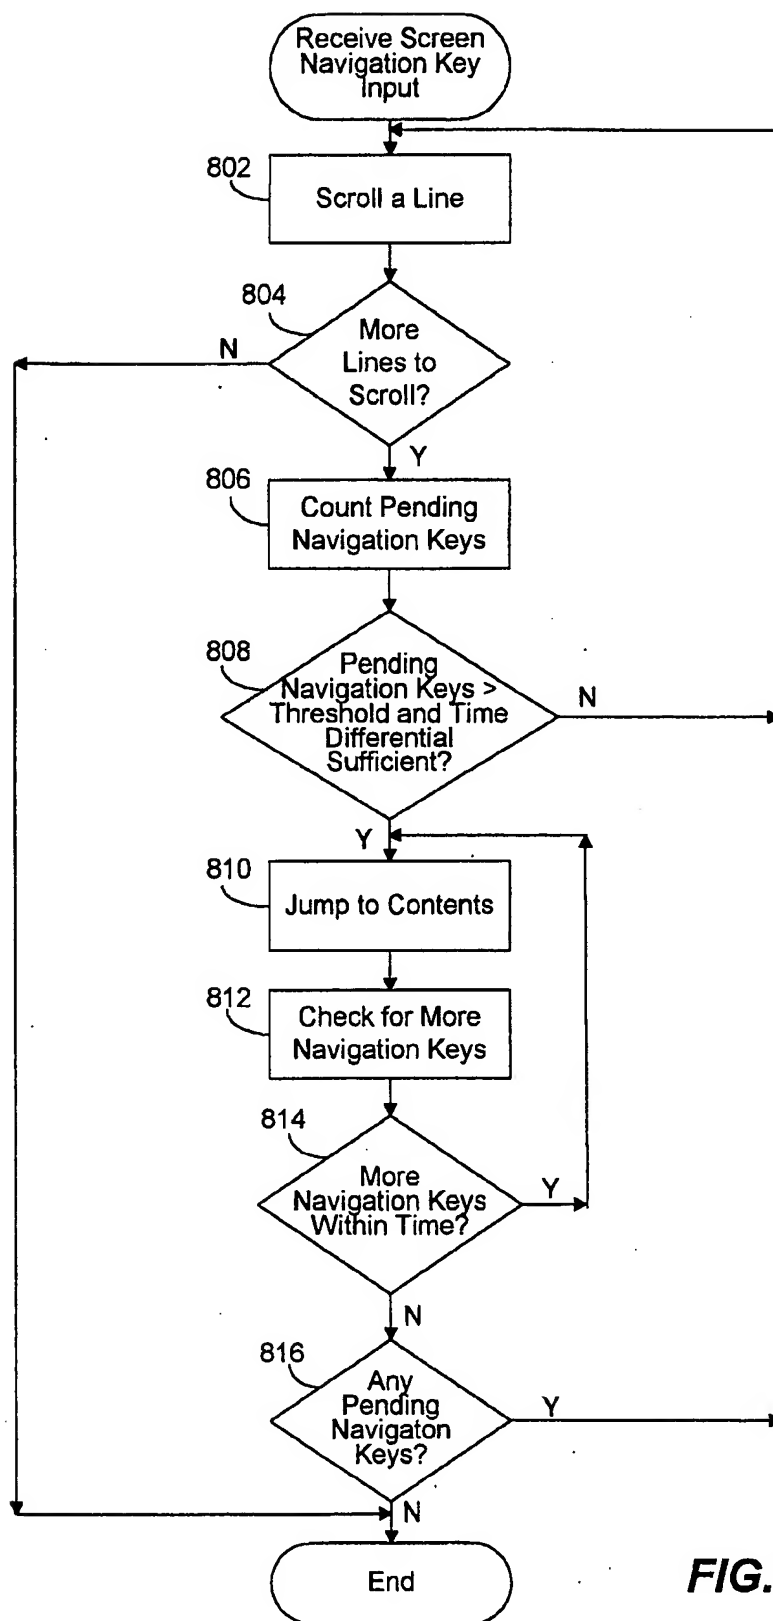 Receive Screen
Navigation Key
Input
802
Scroll a Line
804
More
Lines to
Scroll?
N
Y
806
Count Pending
Navigation Keys
808
Pending
Navigation Keys >
Threshold and Time
Differential
Sufficient?
N
Y
810
Jump to Contents
812
Check for More
Navigation Keys
814
More
Navigation Keys
Within Time?
Y
N
816
Any
Pending
Navigaton
Keys?
Y
N
End
FIG.